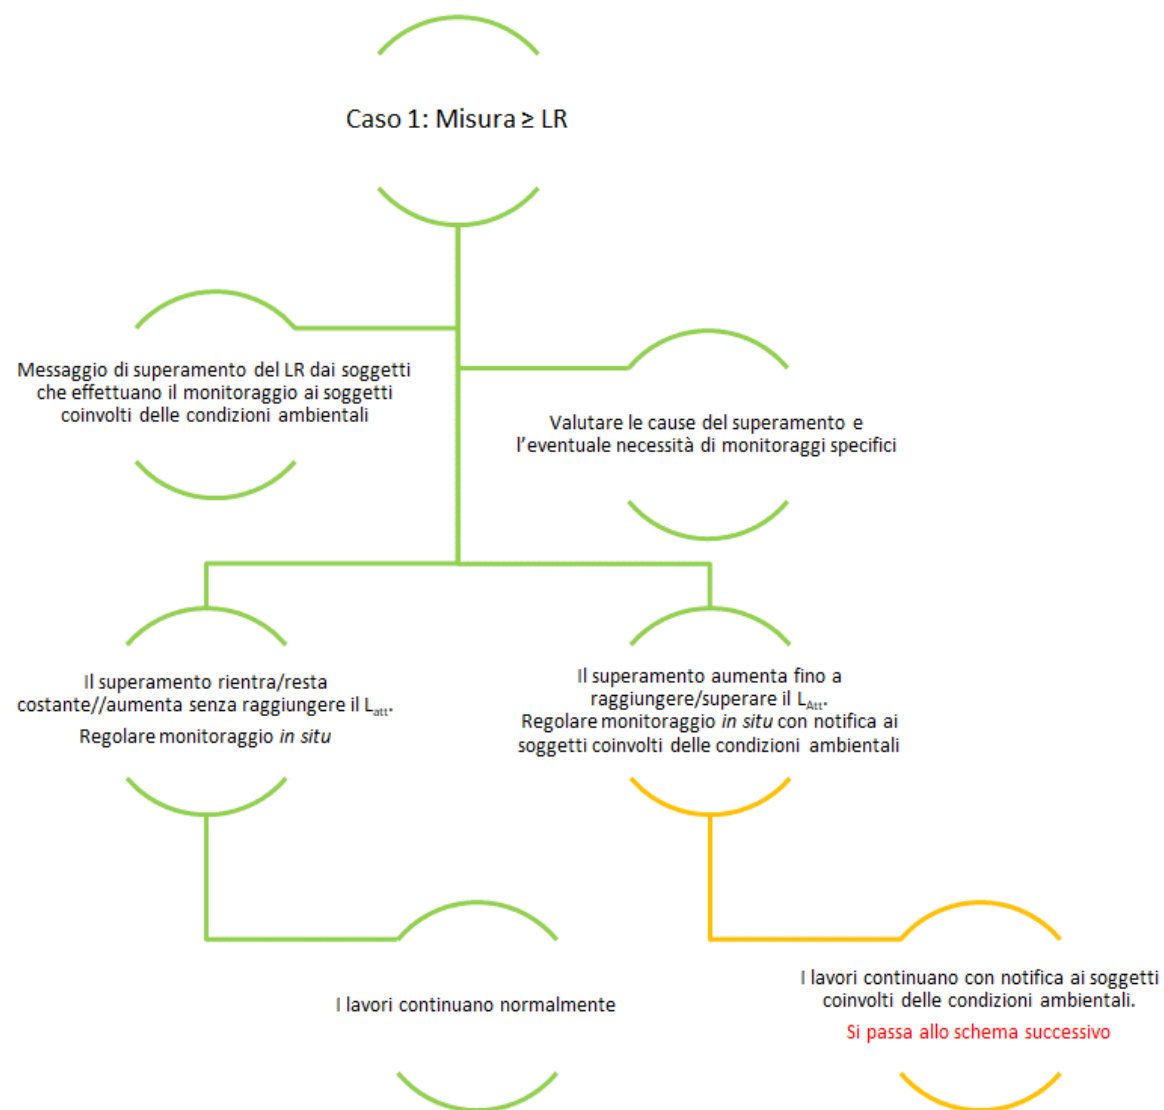 Caso 1: Misura ≥ LR
Messaggio di superamento del LR dai soggetti
che effettuano il monitoraggio ai soggetti
coinvolti delle condizioni ambientali
Valutare le cause del superamento e
l'eventuale necessità di monitoraggi specifici
Il superamento rientra/resta
costante//aumenta senza raggiungere il Latt.
Regolare monitoraggio in situ
Il superamento aumenta fino a
raggiungere/superare il LAtt.
Regolare monitoraggio in situ con notifica ai
soggetti coinvolti delle condizioni ambientali
I lavori continuano normalmente
I lavori continuano con notifica ai soggetti
coinvolti delle condizioni ambientali.
Si passa allo schema successivo